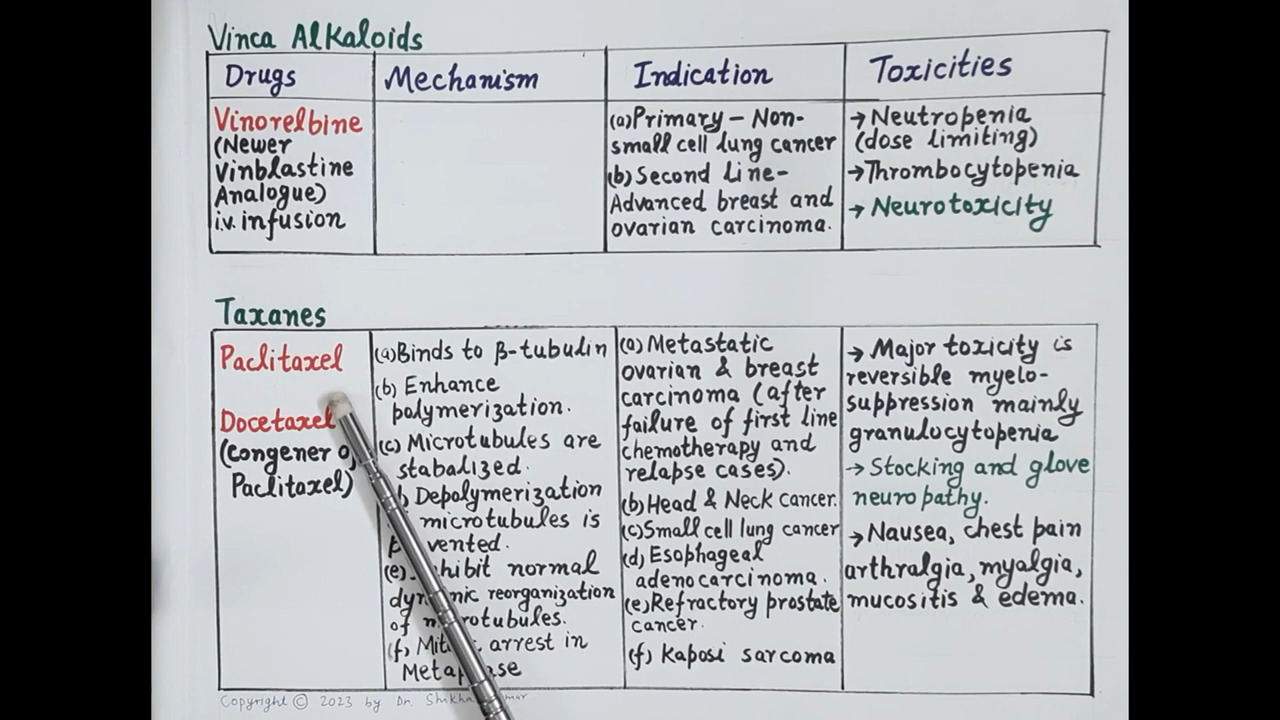 Vinca Alkaloids
Drugs
Mechanism
Indication
Toxicities
Vinorelbine
(Newer
Vinblastine
Analogue)
i.v. infusion
(a) Primary – Non-
small cell lung cancer
(b) Second line–
Advanced breast and
ovarian carcinoma.
→ Neutropenia
(dose limiting)
→ Thrombocytopenia
→ Neurotoxicity
Taxanes
Paclitaxel
Docetaxel
(congener
Paclitaxel)
(a) Binds to β-tubulin
(b) Enhance
polymerization.
(c) Microtubules are
stabalized.
Depolymerization
microtubules is
(e)
normal
reorganization
of
(f)
arrest in
(a) Metastatic
ovarian & breast
carcinoma (after
failure of first line
chemotherapy and
relapse cases).
(b) Head & Neck cancer.
(c) Small cell lung cancer
(d) Esophageal
adenocarcinoma.
(e) Refractory prostate
cancer.
(f) Kaposi sarcoma
→ Major toxicity is
reversible myelo-
suppression mainly
granulocytopenia
→ Stocking and glove
neuropathy.
→ Nausea, chest pain
arthralgia, myalgia,
mucositis & edema.
Copyright © 2023 by Dr.